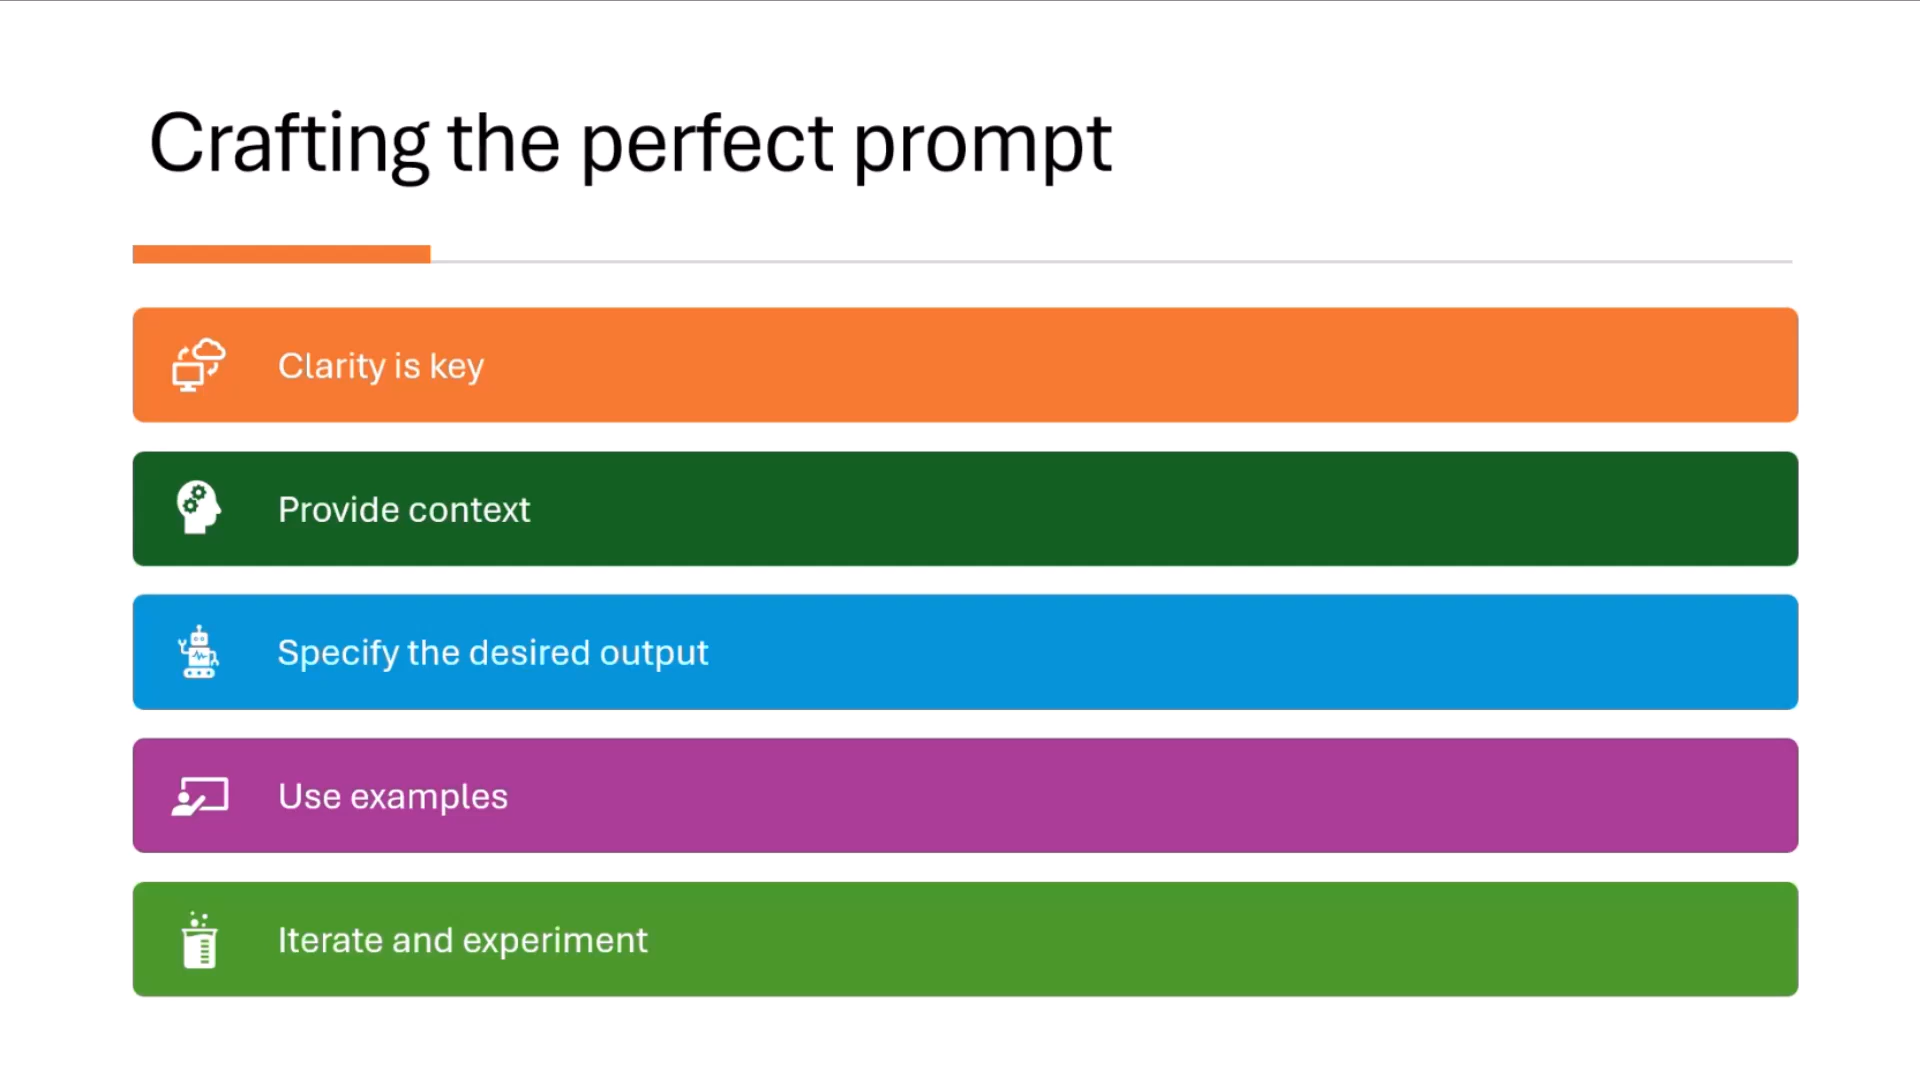 Crafting the perfect prompt
Clarity is key
Provide context
Specify the desired output
Use examples
Iterate and experiment